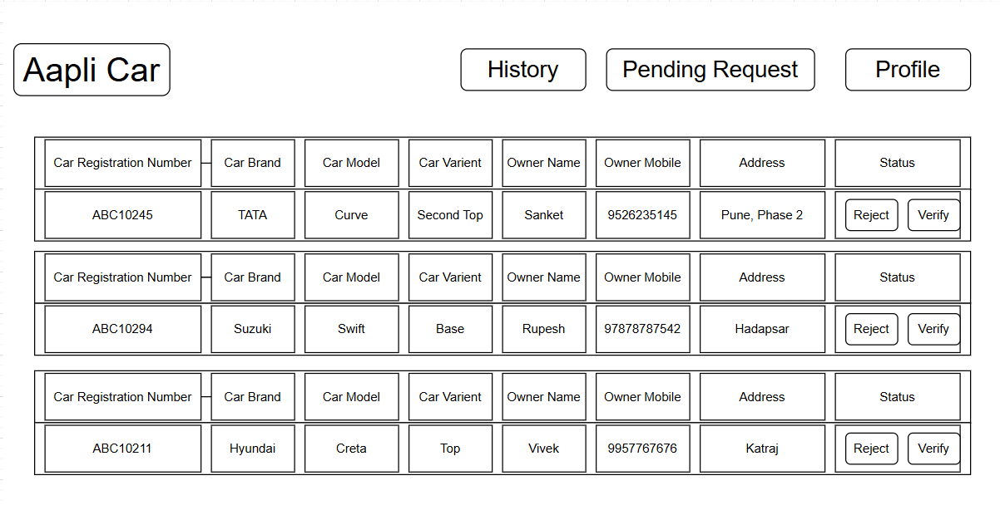 Aapli Car History Pending Request Profile
Car Registration Number Car Brand Car Model Car Varient Owner Name Owner Mobile Address Status
ABC10245 TATA Curve Second Top Sanket 9526235145 Pune, Phase 2 Reject Verify
Car Registration Number Car Brand Car Model Car Varient Owner Name Owner Mobile Address Status
ABC10294 Suzuki Swift Base Rupesh 97878787542 Hadapsar Reject Verify
Car Registration Number Car Brand Car Model Car Varient Owner Name Owner Mobile Address Status
ABC10211 Hyundai Creta Top Vivek 9957767676 Katraj Reject Verify